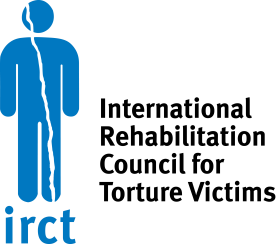 International
Rehabilitation
Council for
Torture Victims
irct